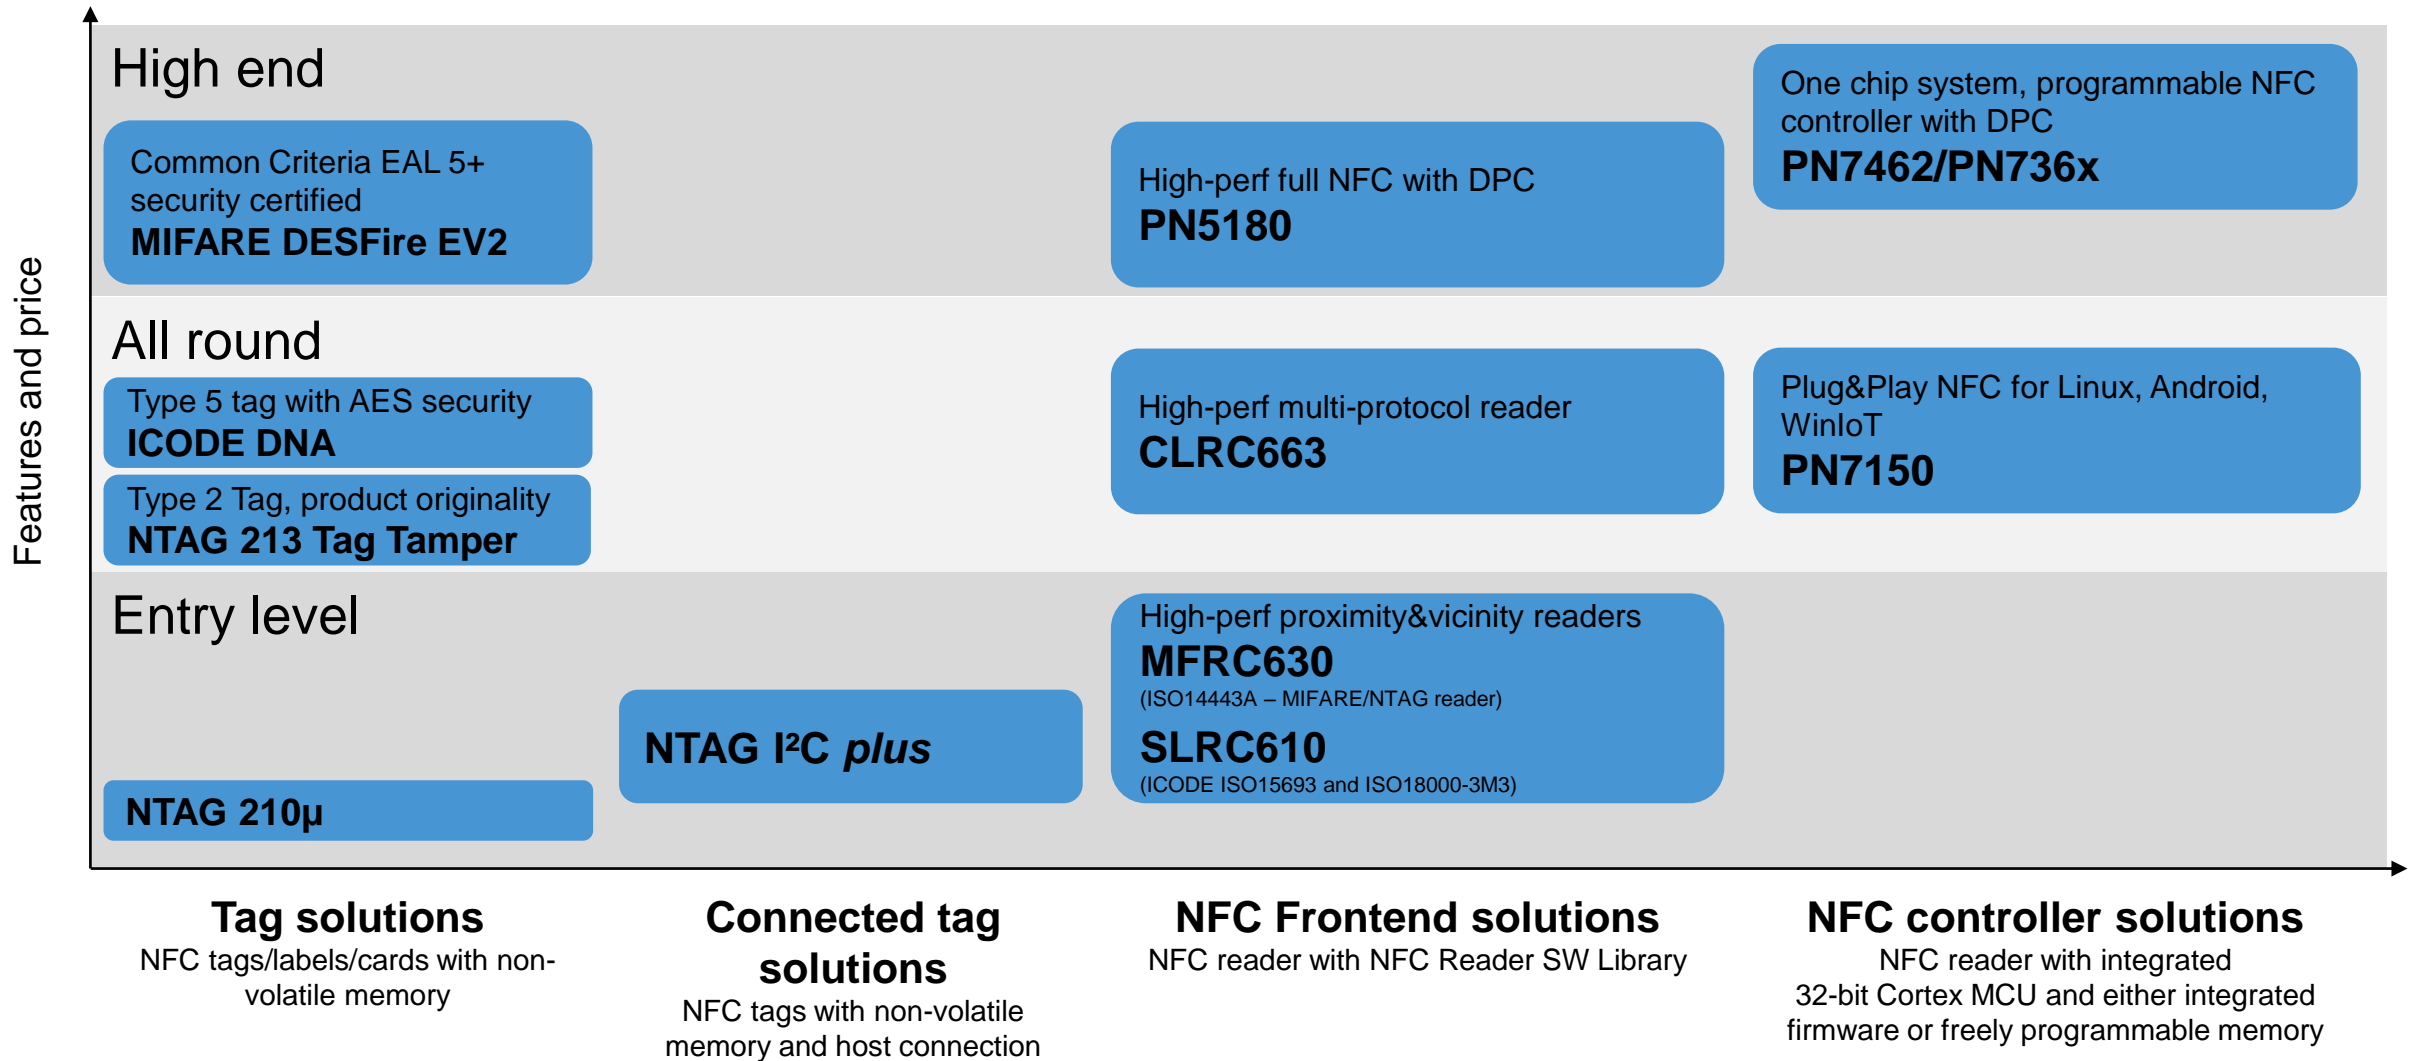 Features and price
High end
Common Criteria EAL 5+
security certified
MIFARE DESFire EV2
High-perf full NFC with DPC
PN5180
One chip system, programmable NFC
controller with DPC
PN7462/PN736x
All round
Type 5 tag with AES security
ICODE DNA
Type 2 Tag, product originality
NTAG 213 Tag Tamper
High-perf multi-protocol reader
CLRC663
Plug&Play NFC for Linux, Android,
WinIoT
PN7150
Entry level
NTAG 210µ
NTAG I²C plus
High-perf proximity&vicinity readers
MFRC630
(ISO14443A – MIFARE/NTAG reader)
SLRC610
(ICODE ISO15693 and ISO18000-3M3)
Tag solutions
NFC tags/labels/cards with non-
volatile memory
Connected tag
solutions
NFC tags with non-volatile
memory and host connection
NFC Frontend solutions
NFC reader with NFC Reader SW Library
NFC controller solutions
NFC reader with integrated
32-bit Cortex MCU and either integrated
firmware or freely programmable memory